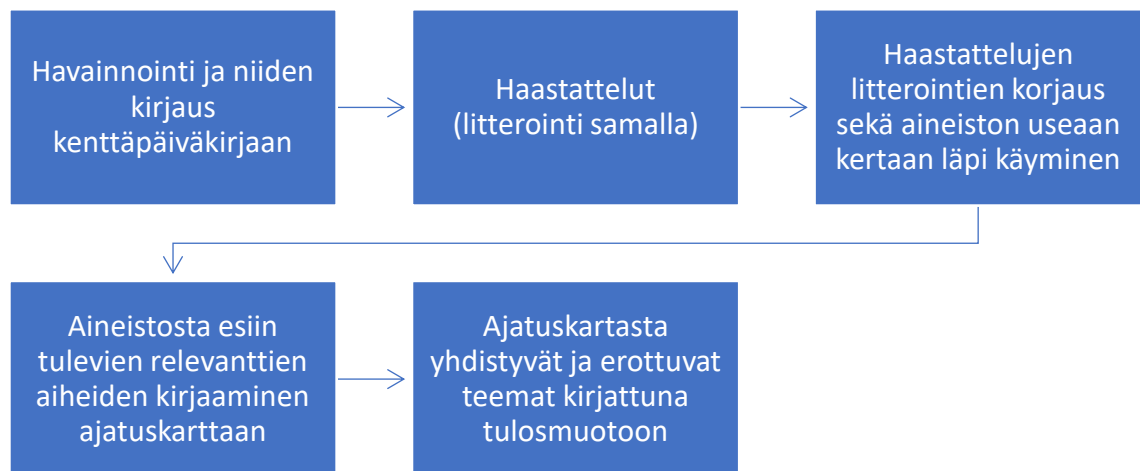 Havainnointi ja niiden
kirjaus
kenttäpäiväkirjaan
Haastattelut
(litterointi samalla)
Haastattelujen
litterointien korjaus
sekä aineiston useaan
kertaan läpi käyminen
Aineistosta esiin
tulevien relevanttien
aiheiden kirjaaminen
ajatuskarttaan
Ajatuskartasta
yhdistyvät ja erottuvat
teemat kirjattuna
tulosmuotoon